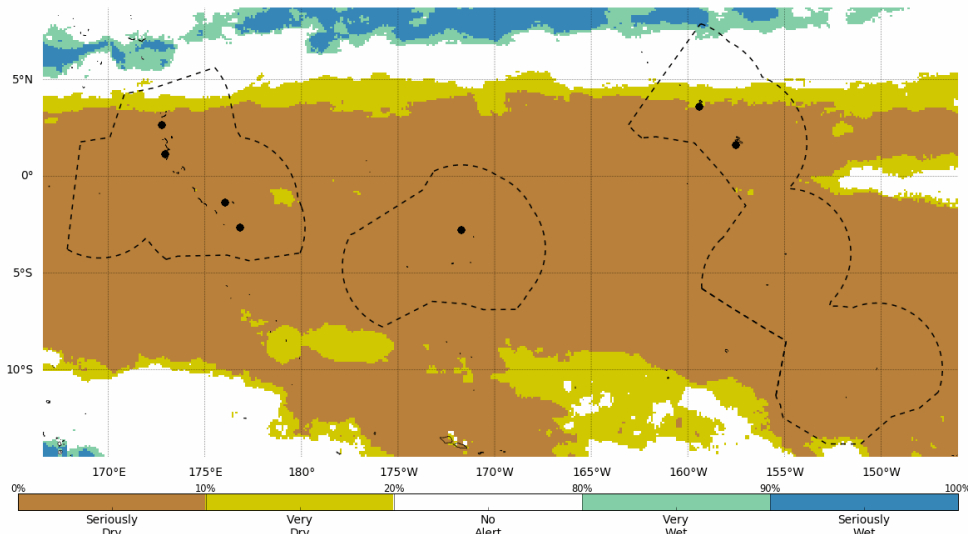 5°N
0°
5°S
10°S
170°E 175°E 180° 175°W 170°W 165°W 160°W 155°W 150°W
0% 10% 20% 80% 90% 100%
Seriously Very No Very Seriously
Dry Dry Alert Wet Wet